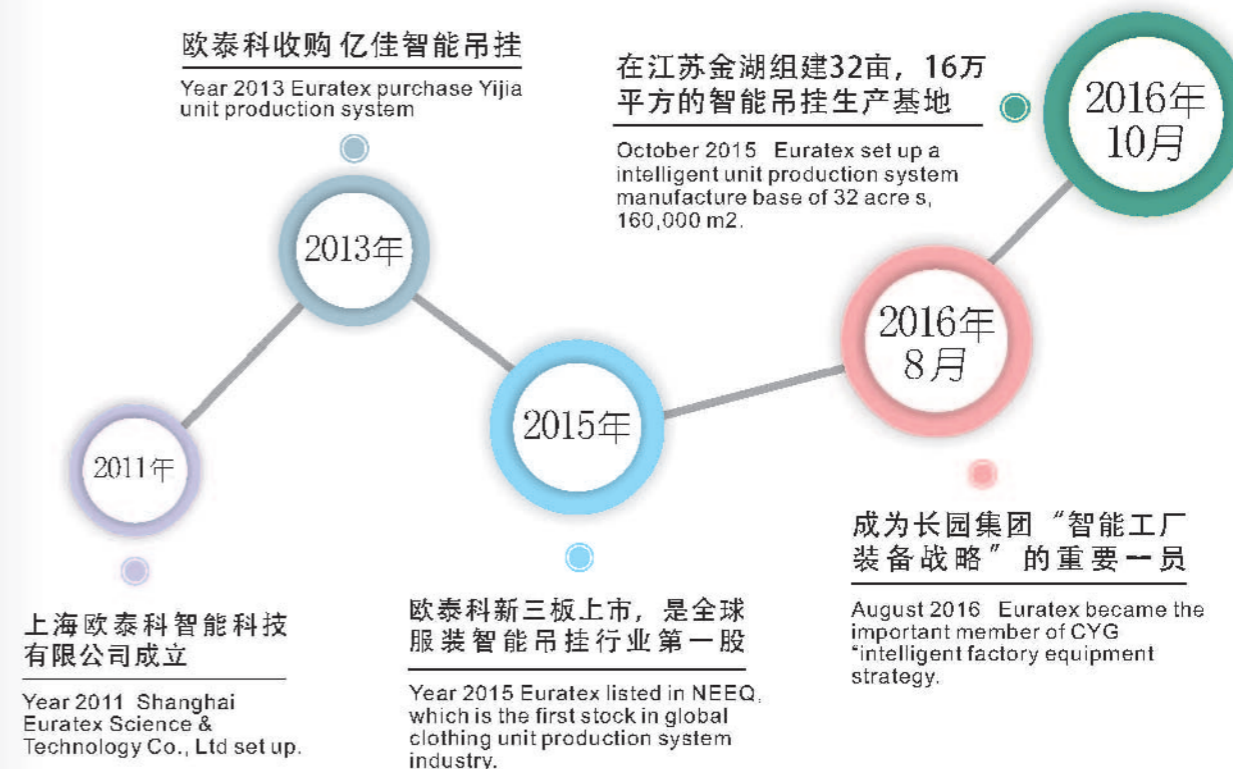 2011年
上海欧泰科智能科技
有限公司成立
Year 2011 Shanghai
Euratex Science &
Technology Co., Ltd set up.
欧泰科收购 亿佳智能吊挂
Year 2013 Euratex purchase Yijia
unit production system
2013年
2015年
欧泰科新三板上市，是全球
服装智能吊挂行业第一股
Year 2015 Euratex listed in NEEQ,
which is the first stock in global
clothing unit production system
industry.
2016年
8月
成为长园集团“智能工厂
装备战略”的重要一员
August 2016 Euratex became the
important member of CYG
“intelligent factory equipment
strategy.
在江苏金湖组建32亩，16万
平方的智能吊挂生产基地
October 2015 Euratex set up a
intelligent unit production system
manufacture base of 32 acre s,
160,000 m2.
2016年
10月